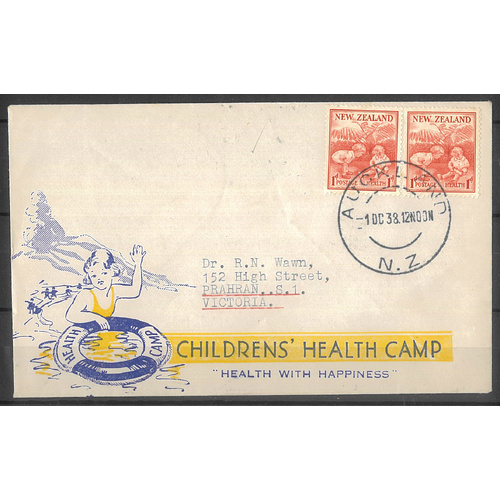 NEW ZEALAND
1D POSTAGE HEALTH 1D
NEW ZEALAND
POSTAGE HEALTH 1D
AUCKLAND
-1 DC 38.12 NOON
N.Z
Dr. R.N. Wawn,
152 High Street,
PRAHRAN..S.1.
VICTORIA.
HEALTH CAMP
CHILDRENS' HEALTH CAMP
"HEALTH WITH HAPPINESS"